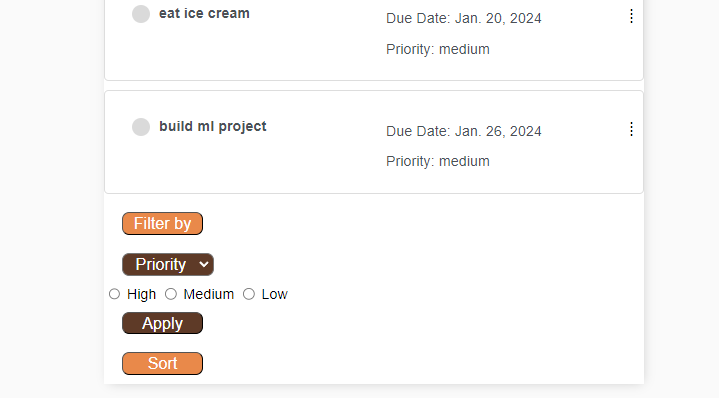 eat ice cream
Due Date: Jan. 20, 2024
Priority: medium
build ml project
Due Date: Jan. 26, 2024
Priority: medium
Filter by
Priority
High Medium Low
Apply
Sort